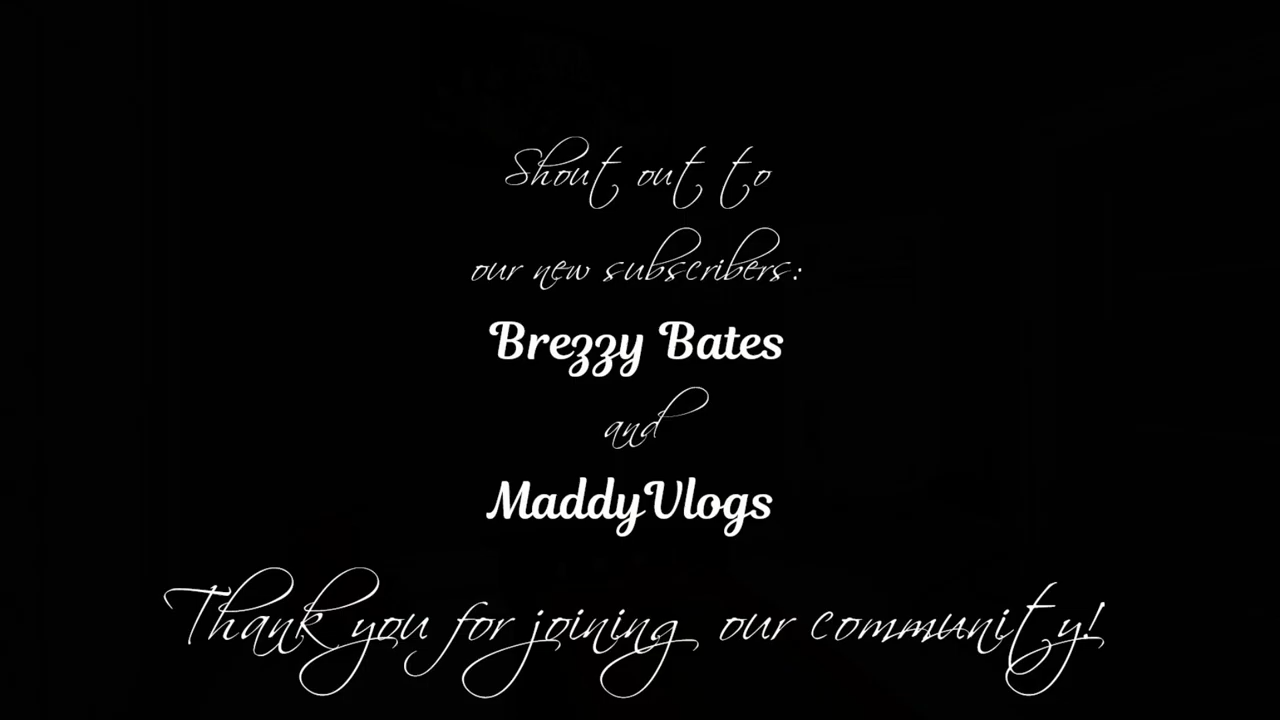 Shout out to
our new subscribers:
Brezzy Bates
and
MaddyVlogs
Thank you for joining our community!